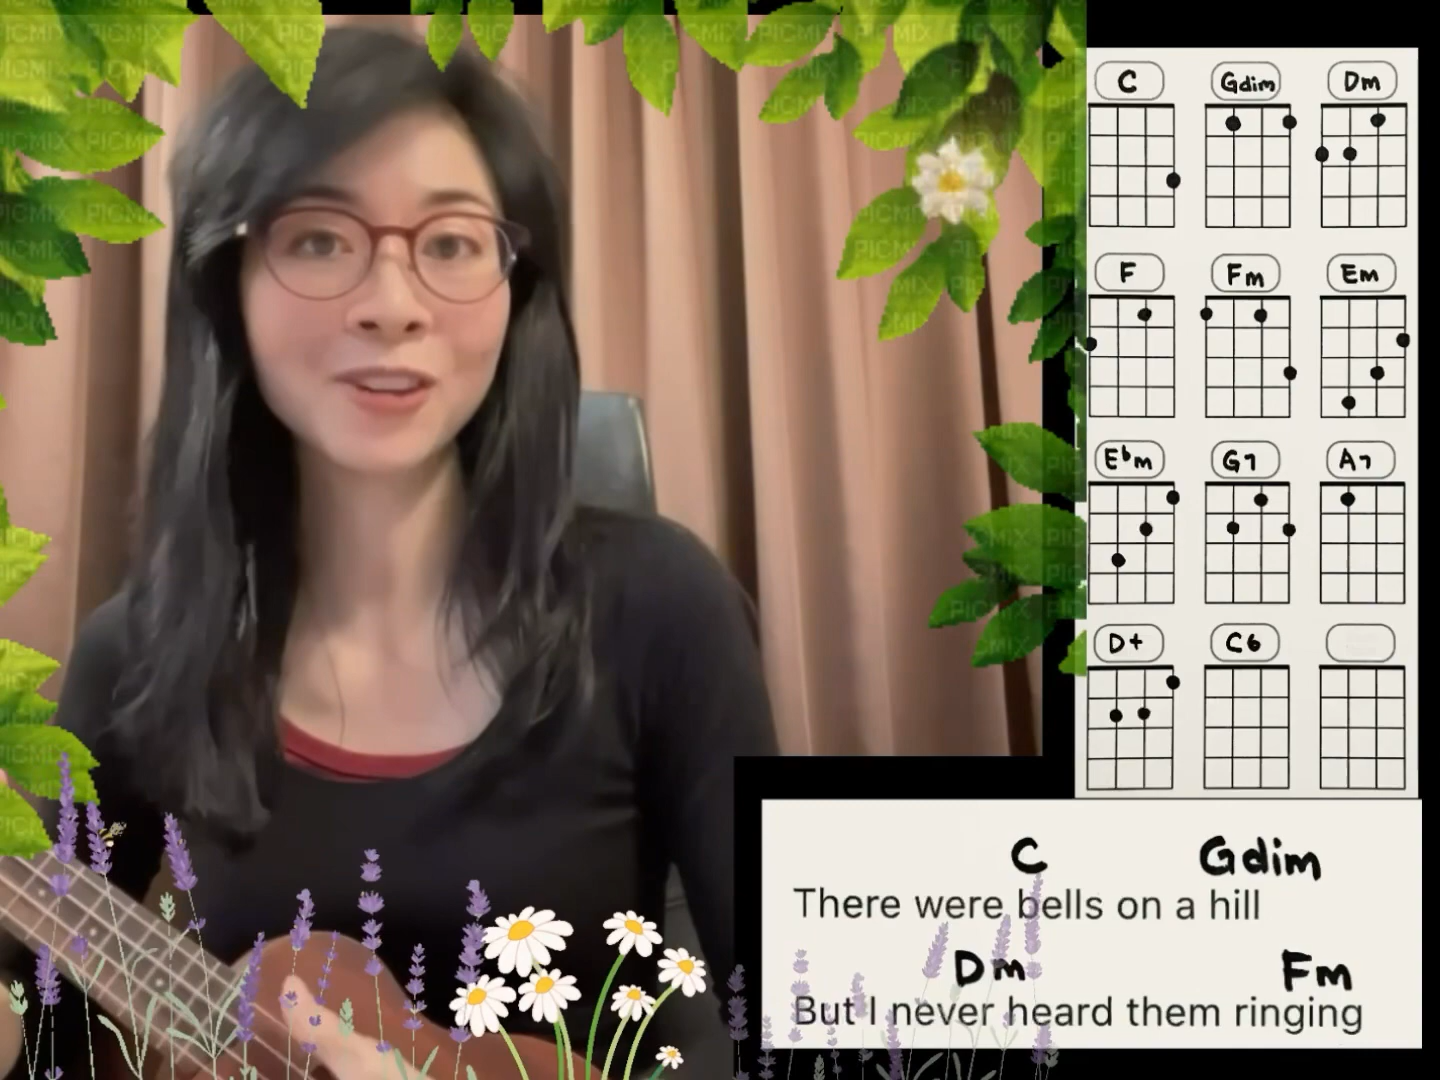 C Gdim Dm
F Fm Em
E♭m G7 A7
D+ C6
C Gdim
There were bells on a hill
Dm Fm
But I never heard them ringing
PICMIX